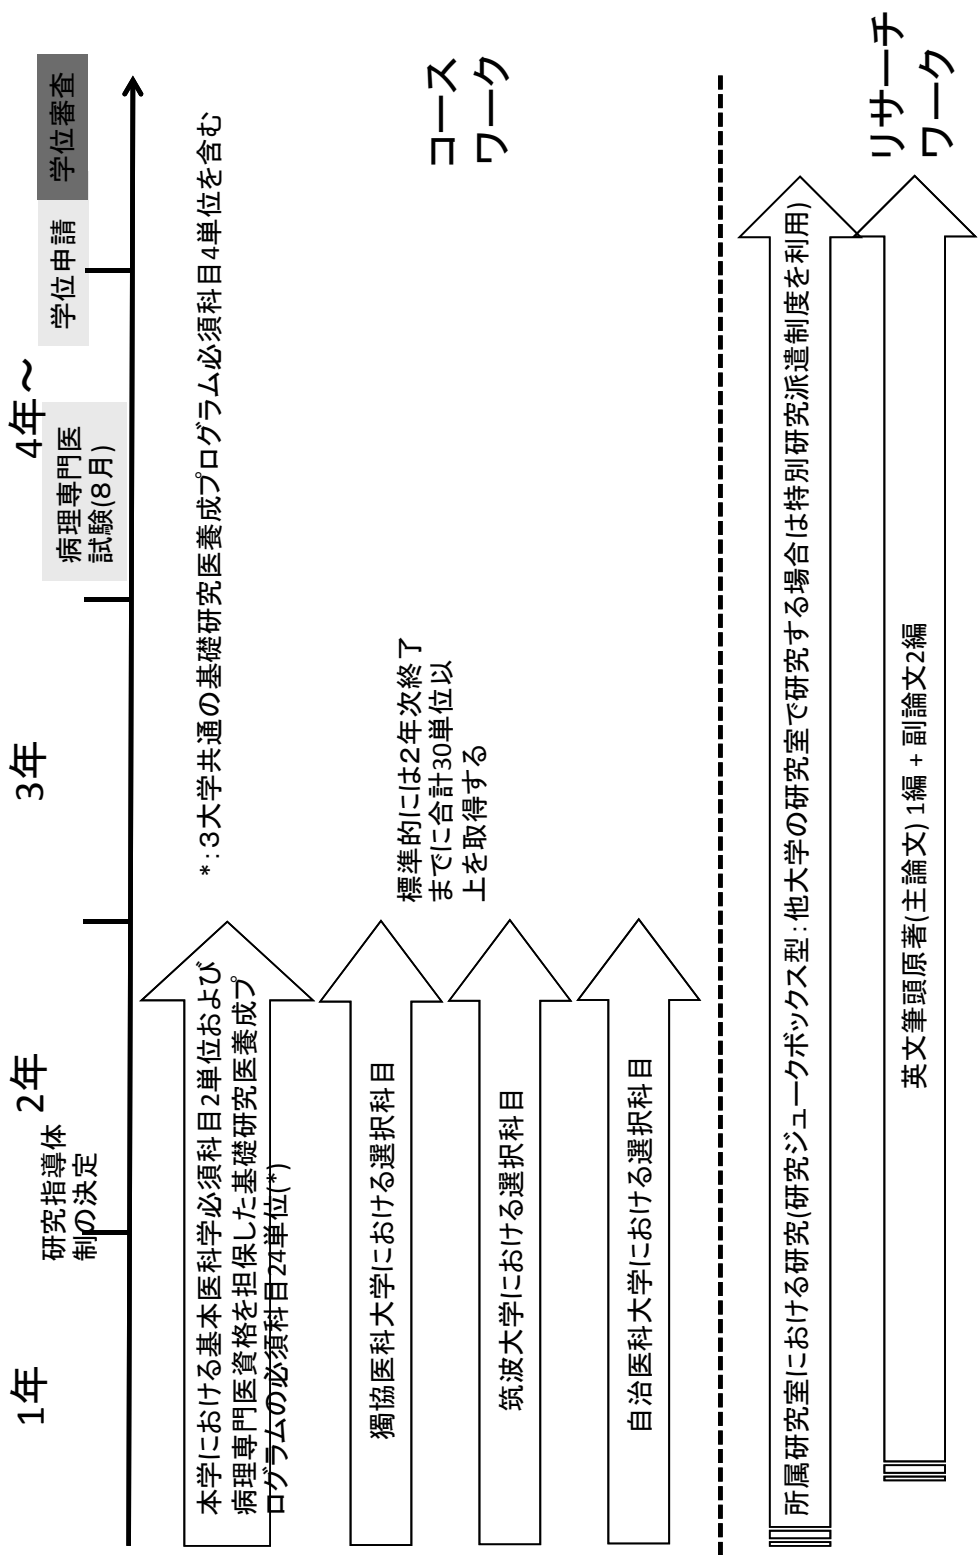 1年
2年
3年
4年～
研究指導体
制の決定
病理専門医
試験(8月)
学位申請
学位審査
本学における基本医科学必須科目2単位および
病理専門医資格を担保した基礎研究医養成プ
ログラムの必須科目24単位(*)
*：3大学共通の基礎研究医養成プログラム必須科目4単位を含む
獨協医科大学における選択科目
筑波大学における選択科目
自治医科大学における選択科目
標準的には2年次終了
までに合計30単位以
上を取得する
コース
ワーク
所属研究室における研究(研究ジュークボックス型：他大学の研究室で研究する場合は特別研究派遣制度を利用)
英文筆頭原著(主論文) 1編 + 副論文2編
リサーチ
ワーク